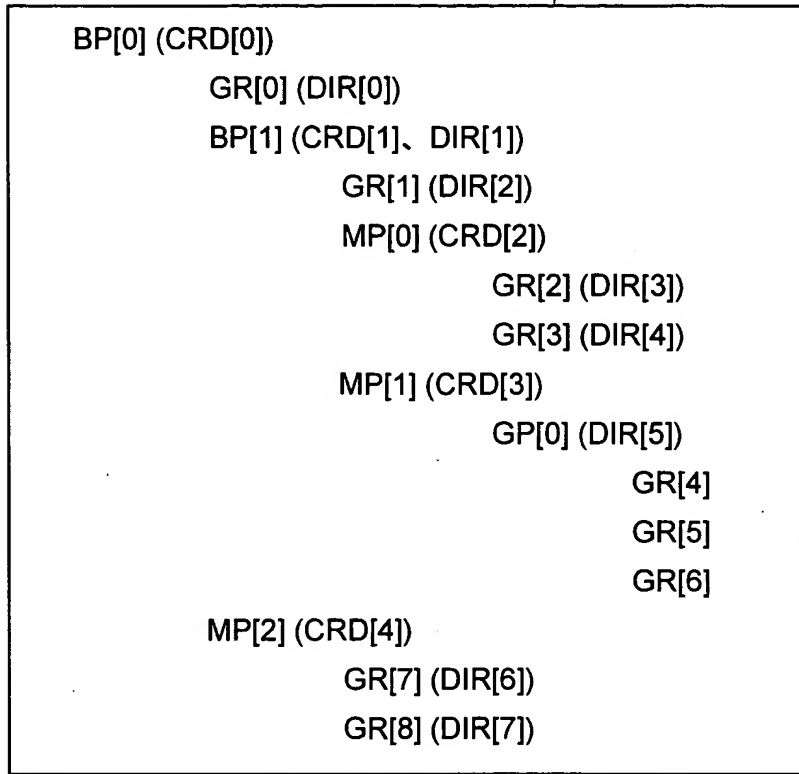 BP[0] (CRD[0])
GR[0] (DIR[0])
BP[1] (CRD[1]、DIR[1])
GR[1] (DIR[2])
MP[0] (CRD[2])
GR[2] (DIR[3])
GR[3] (DIR[4])
MP[1] (CRD[3])
GP[0] (DIR[5])
GR[4]
GR[5]
GR[6]
MP[2] (CRD[4])
GR[7] (DIR[6])
GR[8] (DIR[7])